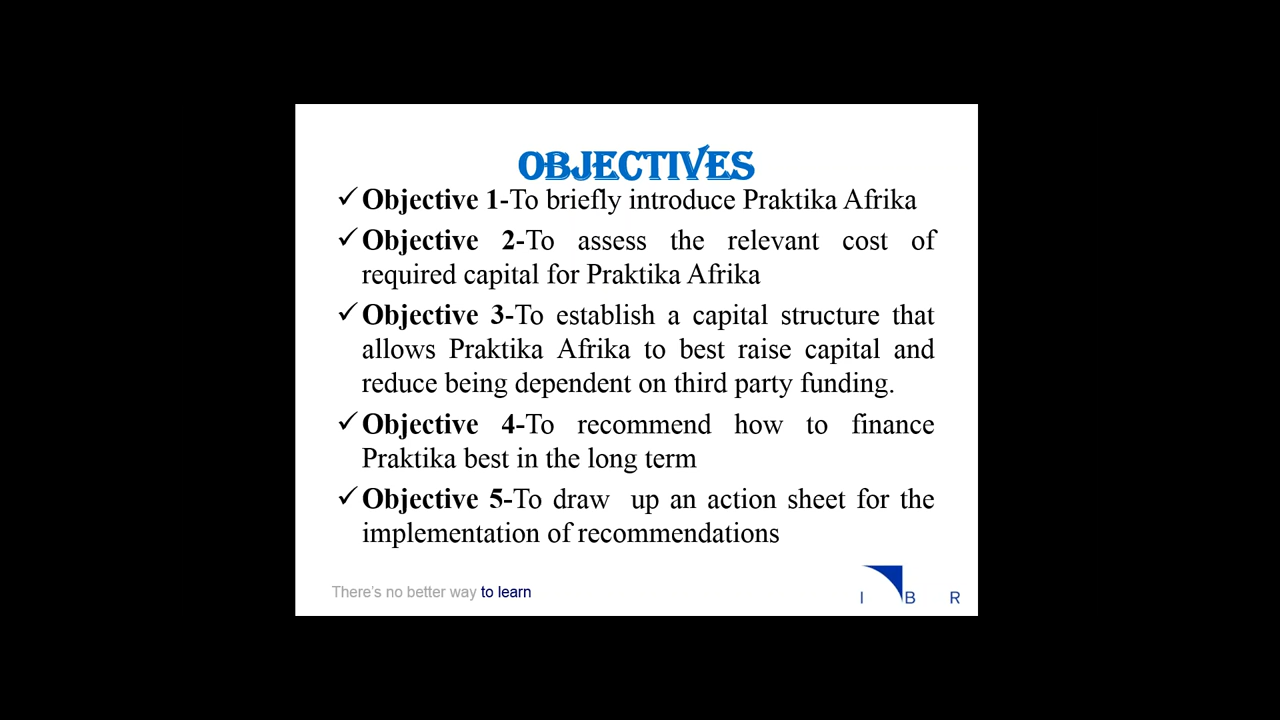 OBJECTIVES
✓ Objective 1-To briefly introduce Praktika Afrika
✓ Objective 2-To assess the relevant cost of
required capital for Praktika Afrika
✓ Objective 3-To establish a capital structure that
allows Praktika Afrika to best raise capital and
reduce being dependent on third party funding.
✓ Objective 4-To recommend how to finance
Praktika best in the long term
✓ Objective 5-To draw up an action sheet for the
implementation of recommendations
There's no better way to learn
I B R